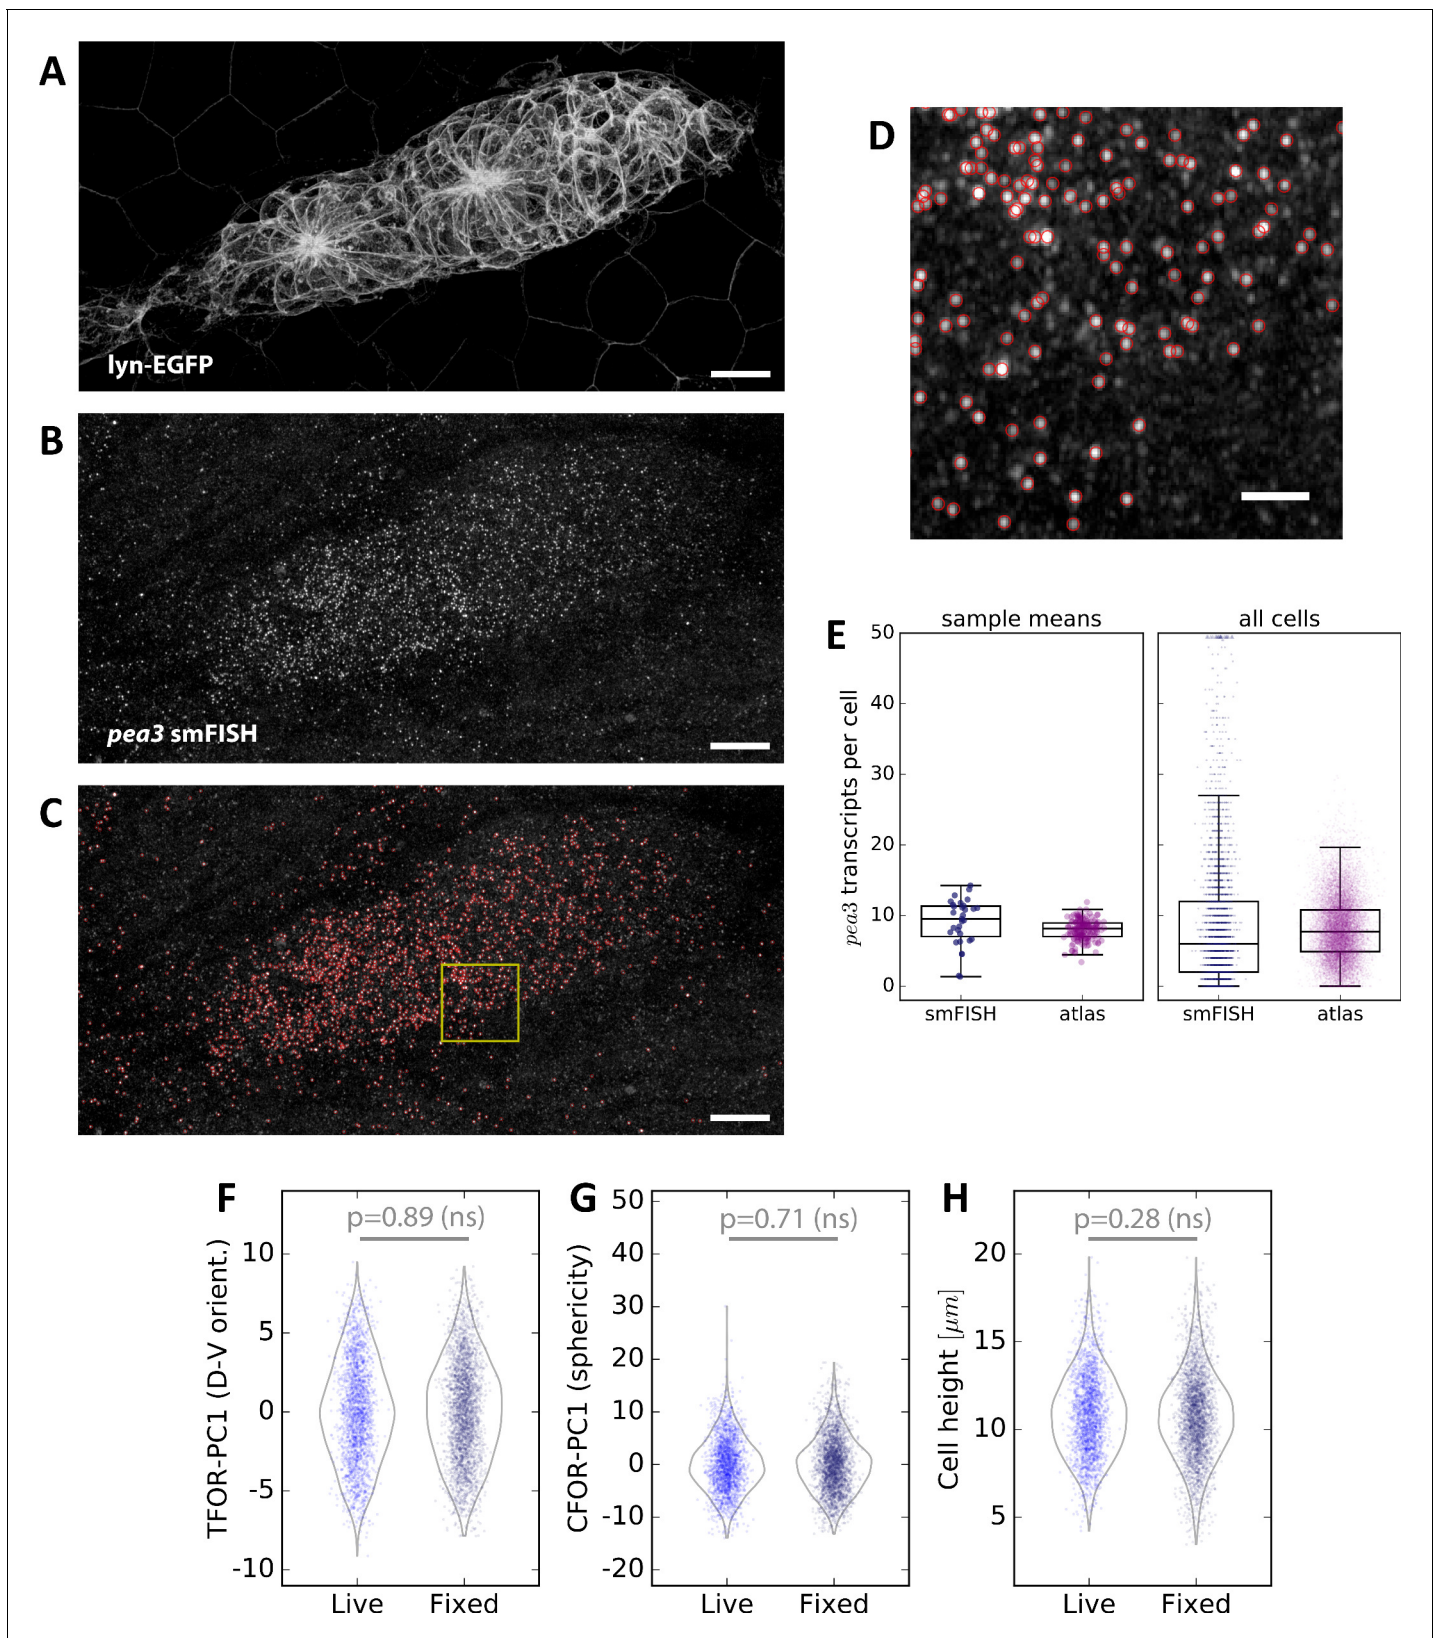 A
lyn-EGFP
B
pea3 smFISH
C
D
E
sample means
all cells
pea3 transcripts per cell
50
40
30
20
10
0
smFISH
atlas
smFISH
atlas
F
p=0.89 (ns)
TFOR-PC1 (D-V orient.)
10
5
0
-5
-10
Live
Fixed
G
p=0.71 (ns)
CFOR-PC1 (sphericity)
50
40
30
20
10
0
-10
-20
Live
Fixed
H
p=0.28 (ns)
Cell height [μm]
20
15
10
5
Live
Fixed